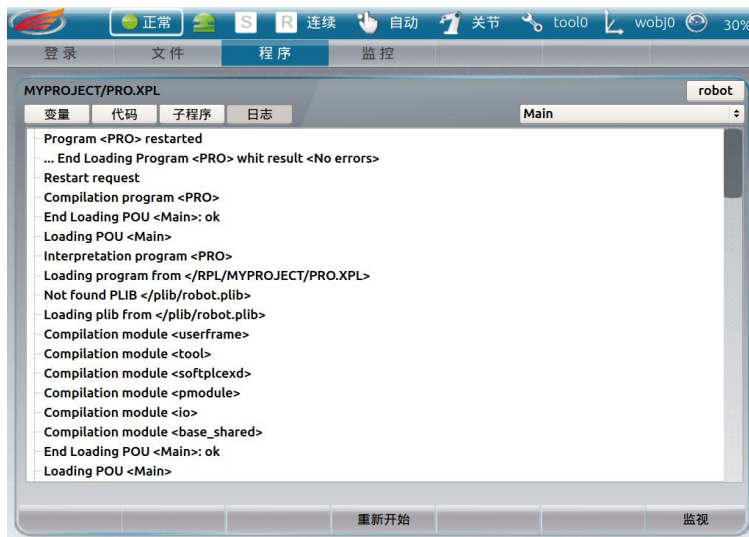 正常 S R 连续 自动 关节 tool0 wobj0 30%
登录 文件 程序 监控
MYPROJECT/PRO.XPL robot
变量 代码 子程序 日志 Main
Program <PRO> restarted
... End Loading Program <PRO> whit result <No errors>
Restart request
Compilation program <PRO>
End Loading POU <Main>: ok
Loading POU <Main>
Interpretation program <PRO>
Loading program from </RPL/MYPROJECT/PRO.XPL>
Not found PLIB </plib/robot.plib>
Loading plib from </plib/robot.plib>
Compilation module <userframe>
Compilation module <tool>
Compilation module <softplcexd>
Compilation module <pmodule>
Compilation module <io>
Compilation module <base_shared>
End Loading POU <Main>: ok
Loading POU <Main>
重新开始 监视